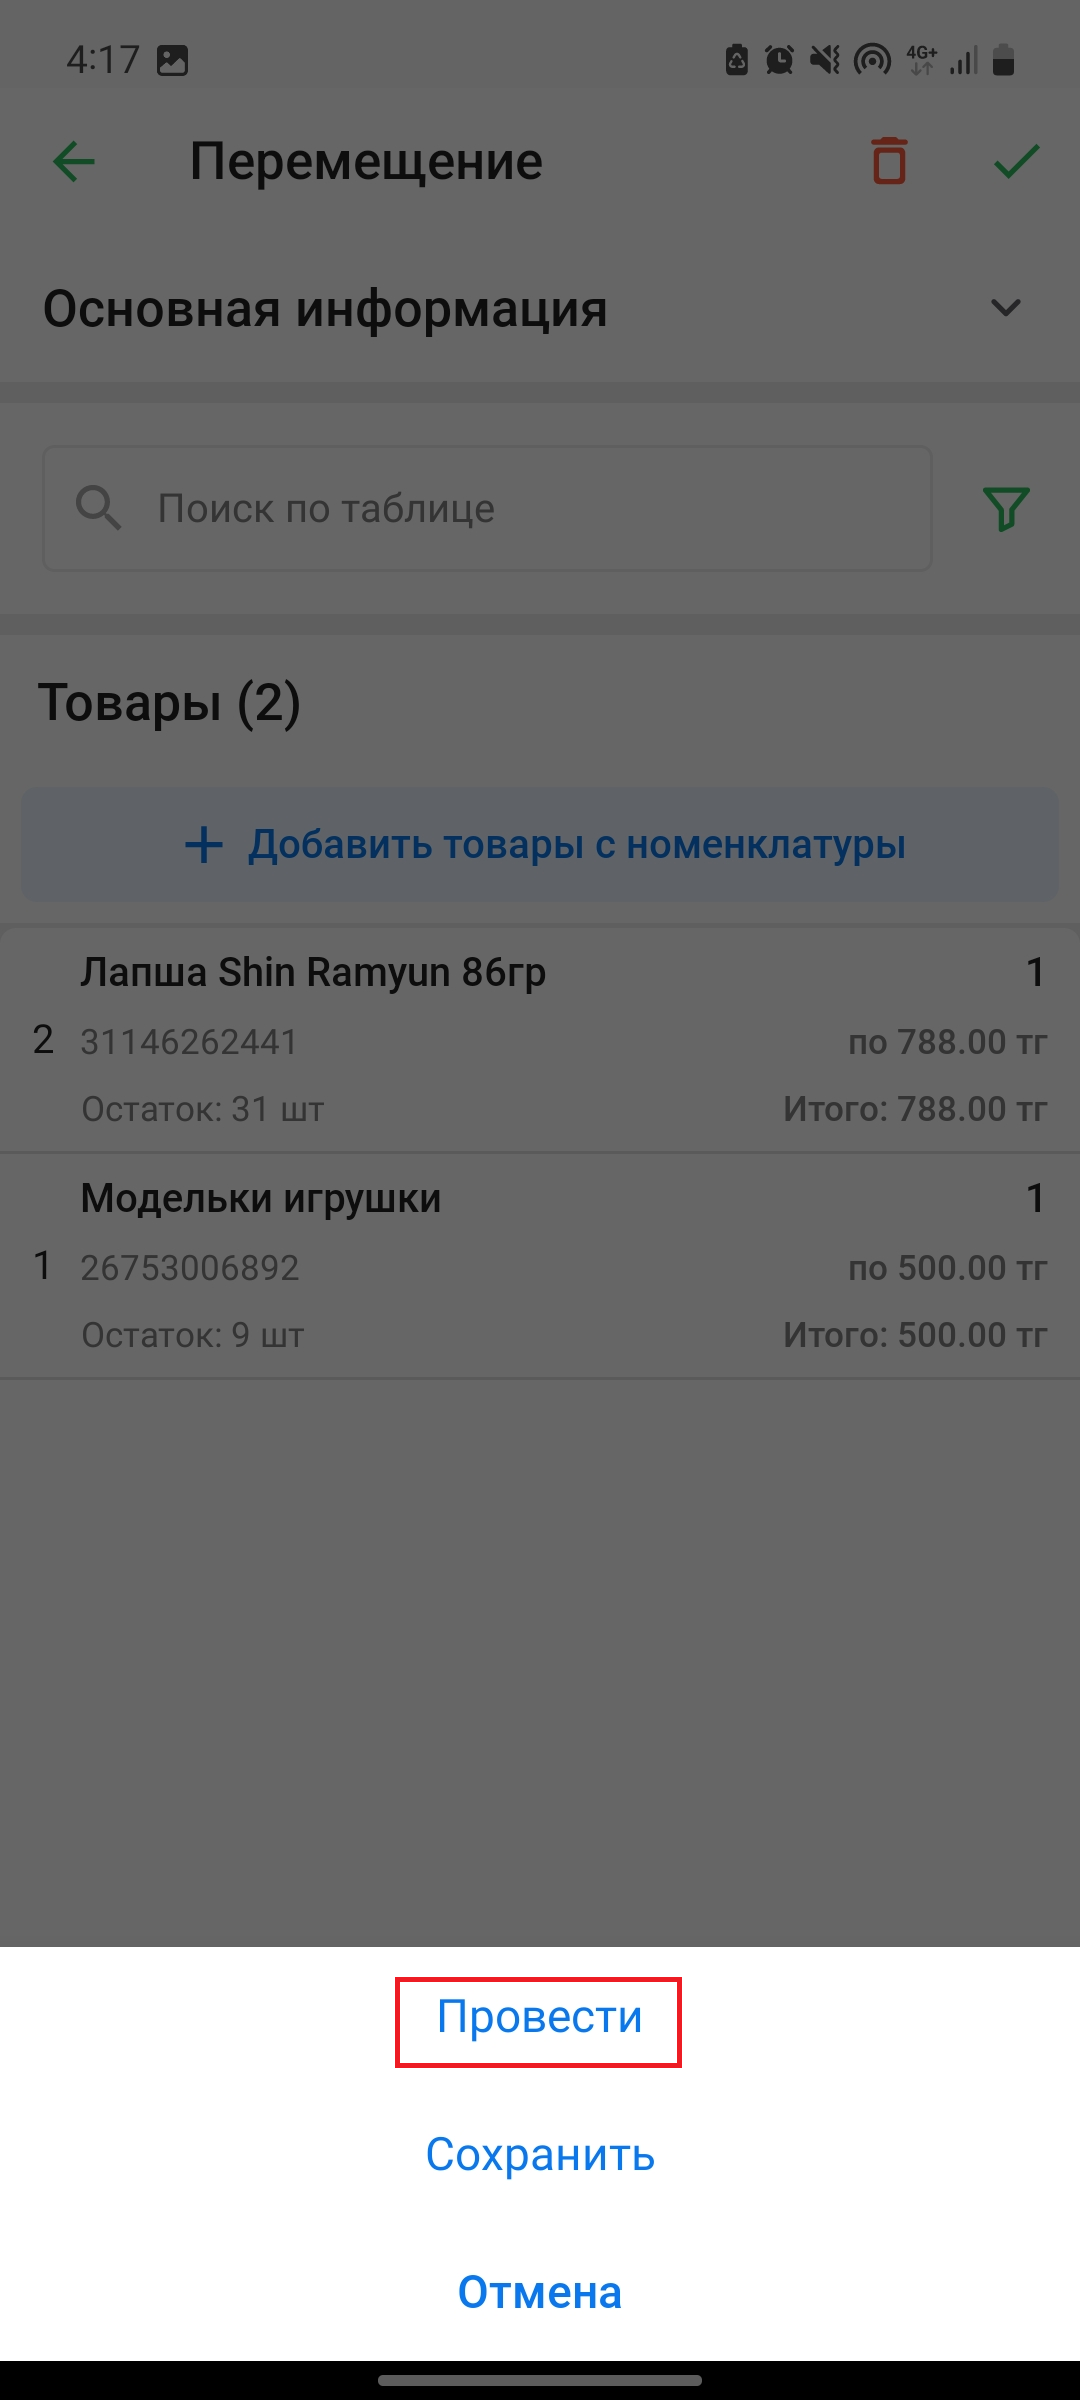 4:17
4G+
Перемещение
Основная информация
Поиск по таблице
Товары (2)
Добавить товары с номенклатуры
Лапша Shin Ramyun 86гр 1
2 31146262441 по 788.00 тг
Остаток: 31 шт Итого: 788.00 тг
Модельки игрушки 1
1 26753006892 по 500.00 тг
Остаток: 9 шт Итого: 500.00 тг
Провести
Сохранить
Отмена